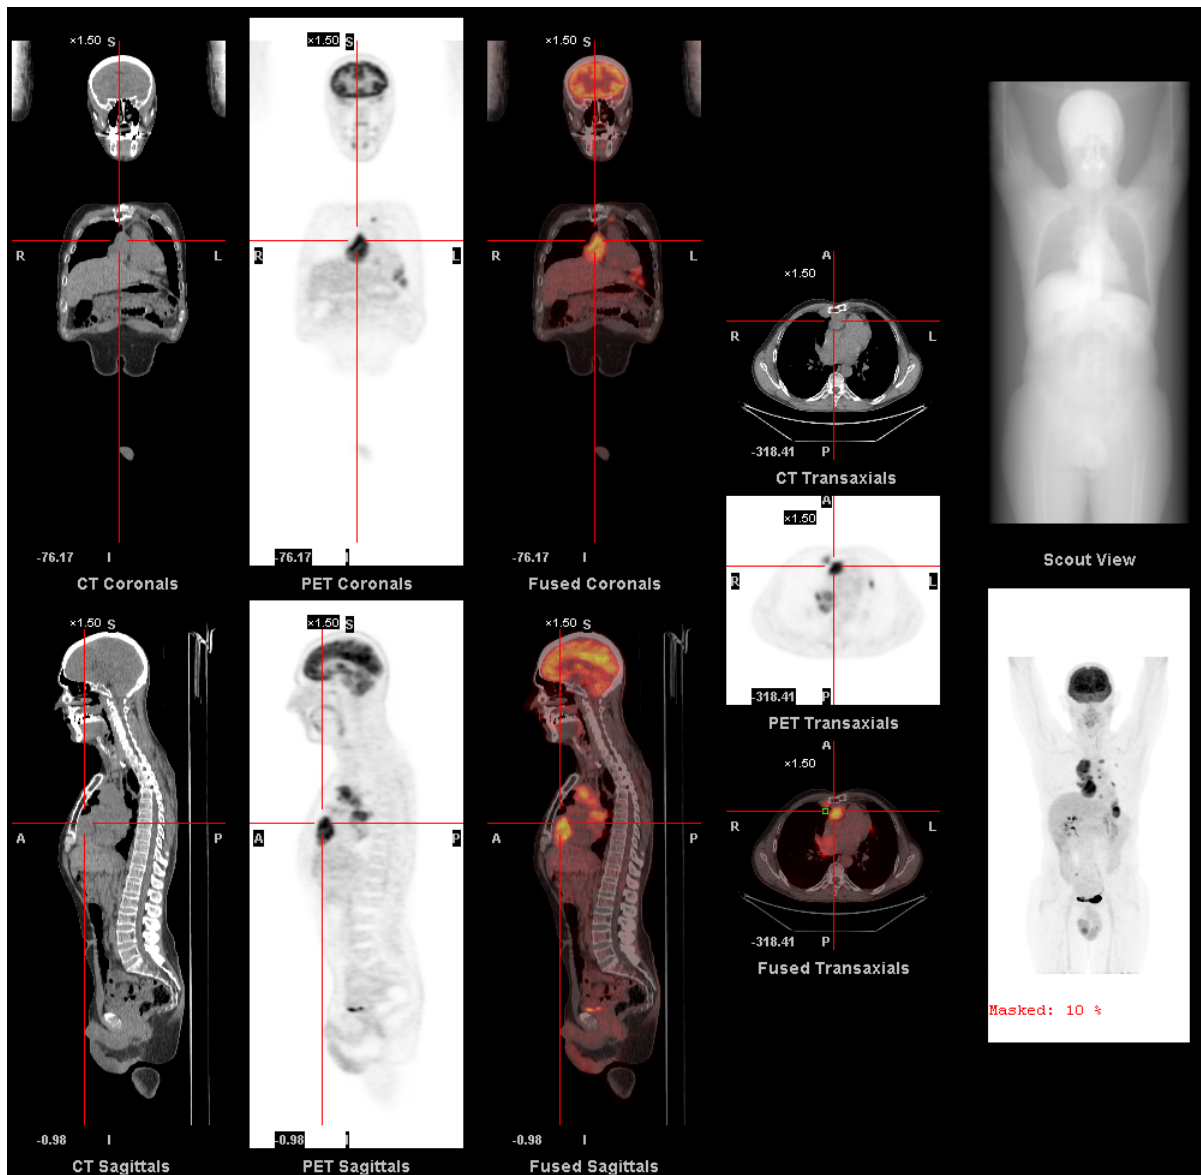 ×1.50 S
R L
-76.17 I
CT Coronals
×1.50 S
R L
-76.17 I
PET Coronals
×1.50 S
R L
-76.17 I
Fused Coronals
A
×1.50
R L
-318.41 P
CT Transaxials
A
×1.50
R L
-318.41 P
PET Transaxials
A
×1.50
R L
-318.41 P
Fused Transaxials
Scout View
×1.50 S
A P
-0.98 I
CT Sagittals
×1.50 S
A P
-0.98 I
PET Sagittals
×1.50 S
A P
-0.98 I
Fused Sagittals
Masked: 10 %